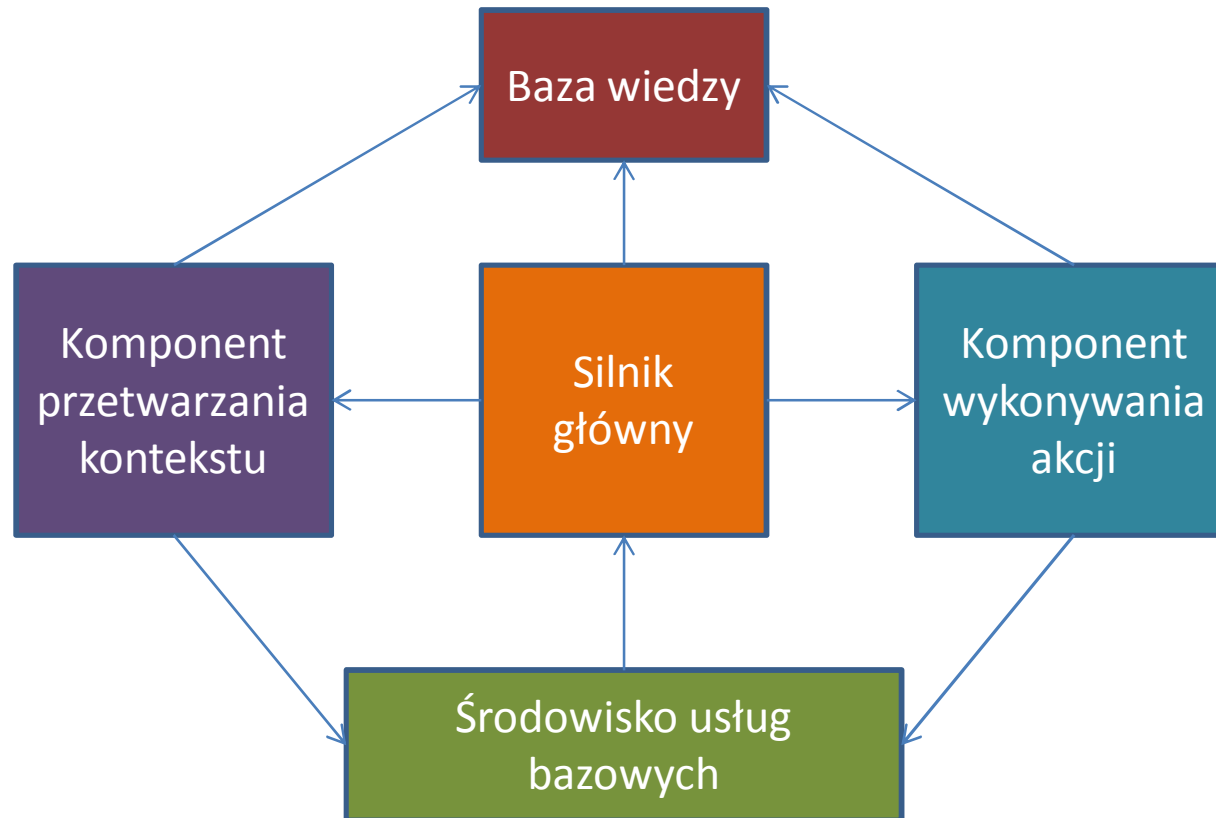 Baza wiedzy
Komponent
przetwarzania
kontekstu
Silnik
główny
Komponent
wykonywania
akcji
Środowisko usług
bazowych